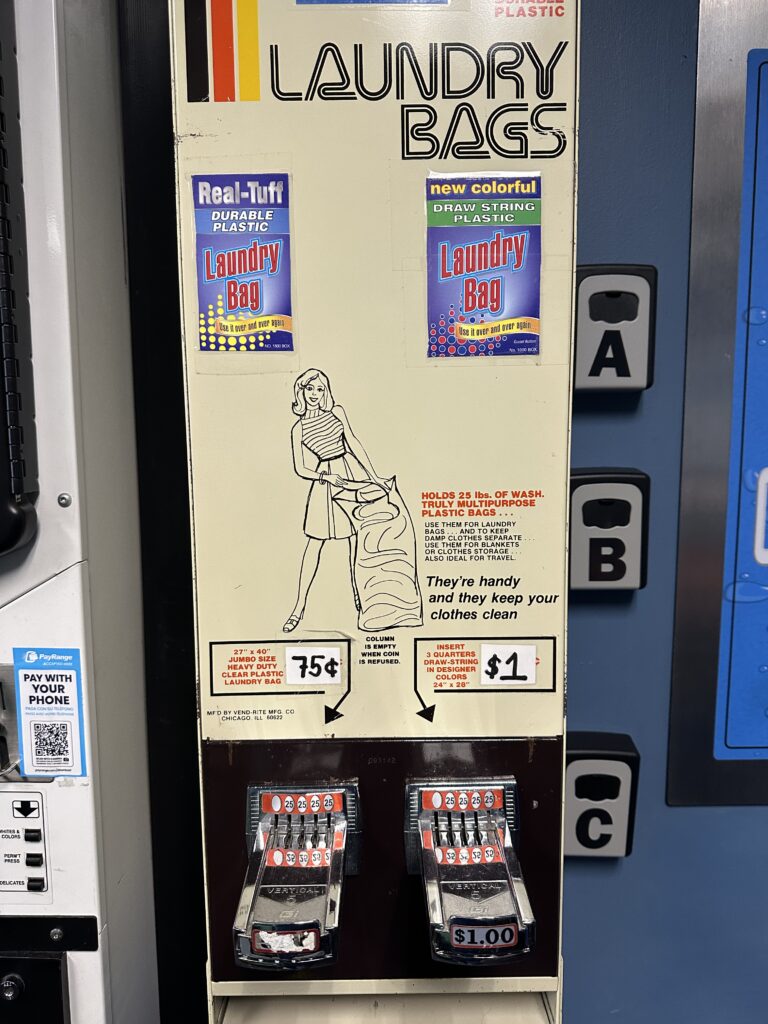 DURABLE
PLASTIC
LAUNDRY
BAGS
Real-Tuff
DURABLE
PLASTIC
Laundry
Bag
Use it over and over again
NO. 1800 BOX
new colorful
DRAW STRING
PLASTIC
Laundry
Bag
Use it over and over again
HOLDS 25 lbs. OF WASH.
TRULY MULTIPURPOSE
PLASTIC BAGS . . .
USE THEM FOR LAUNDRY
BAGS . . . AND TO KEEP
DAMP CLOTHES SEPARATE . . .
USE THEM FOR BLANKETS
OR CLOTHES STORAGE . . .
ALSO IDEAL FOR TRAVEL.
They're handy
and they keep your
clothes clean
27" x 40"
JUMBO SIZE
HEAVY DUTY
CLEAR PLASTIC
LAUNDRY BAG
75¢
COLUMN
IS EMPTY
WHEN COIN
IS REFUSED.
INSERT
3 QUARTERS
DRAW-STRING
IN DESIGNER
COLORS
24" x 28"
$1
MF'D BY VEND-RITE MFG. CO
CHICAGO, ILL 60622
25 25 25 25
25 25 25 25
VERTICAL
5
VERTICAL
5
$1.00
A
B
C
PayRange
PAY WITH
YOUR
PHONE
WHITES &
COLORS
PERM'T
PRESS
DELICATES